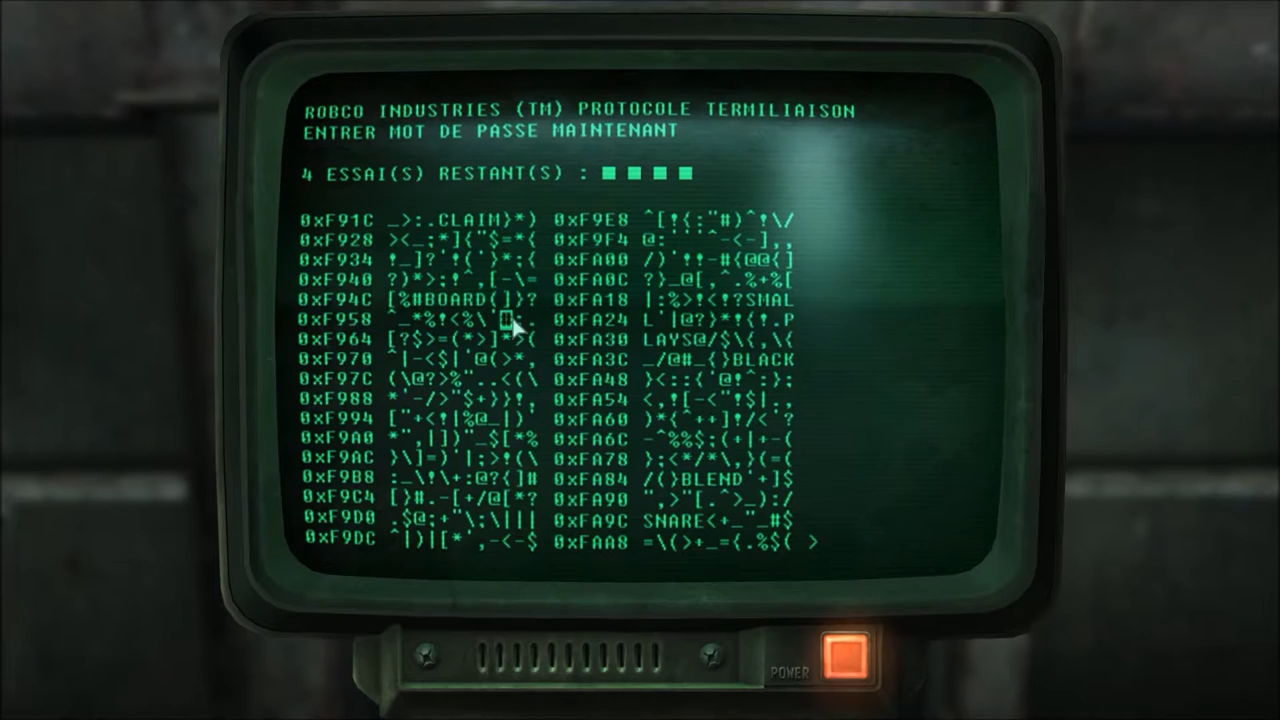 ROBCO INDUSTRIES (TM) PROTOCOLE TERMILIAISON
ENTRER MOT DE PASSE MAINTENANT
4 ESSAI(S) RESTANT(S) : ■ ■ ■ ■
0xF91C _>:.CLAIM}*) 0xF9E8 ^[!{:"#)^!\/
0xF928 ><_;*]{"$=*{ 0xF9F4 @:'''^-<-],,
0xF934 !_]?'!('}*;{ 0xFA00 /)'!!-#{@@{]
0xF940 ?)*>;!^,[-\= 0xFA0C ?}_@[,^.%+%[
0xF94C [%#BOARD(]}? 0xFA18 |:%>!<!?SMAL
0xF958 ^_*%!<%\'#:. 0xFA24 L'|@?}*!{!.P
0xF964 [?$>=(*>]*>( 0xFA30 LAYS@/$\{,\{
0xF970 ^|-<$|'@(>*, 0xFA3C _/@#_{}BLACK
0xF97C (\@?>%"..<(\ 0xFA48 }<::{'@!^:};
0xF988 *'-/>"$+}}!, 0xFA54 <,![-<"!$|.,
0xF994 ["+<!|%@_|)' 0xFA60 )*{^++]!/<'?
0xF9A0 *",|])"_$[*% 0xFA6C -^%%$;(+|+-(
0xF9AC }\]=)'|;>!(\ 0xFA78 };<*/*\,}(=(
0xF9B8 :_\!\+:@?{]# 0xFA84 /(}BLEND'+]$
0xF9C4 [}#.-[+/@[*? 0xFA90 ",>"[.^>_):/
0xF9D0 .$@;+"\:\||| 0xFA9C SNARE<+_"_#$
0xF9DC ^|)|[*',-<-$ 0xFAA8 =\(>+_={.%$( >
POWER